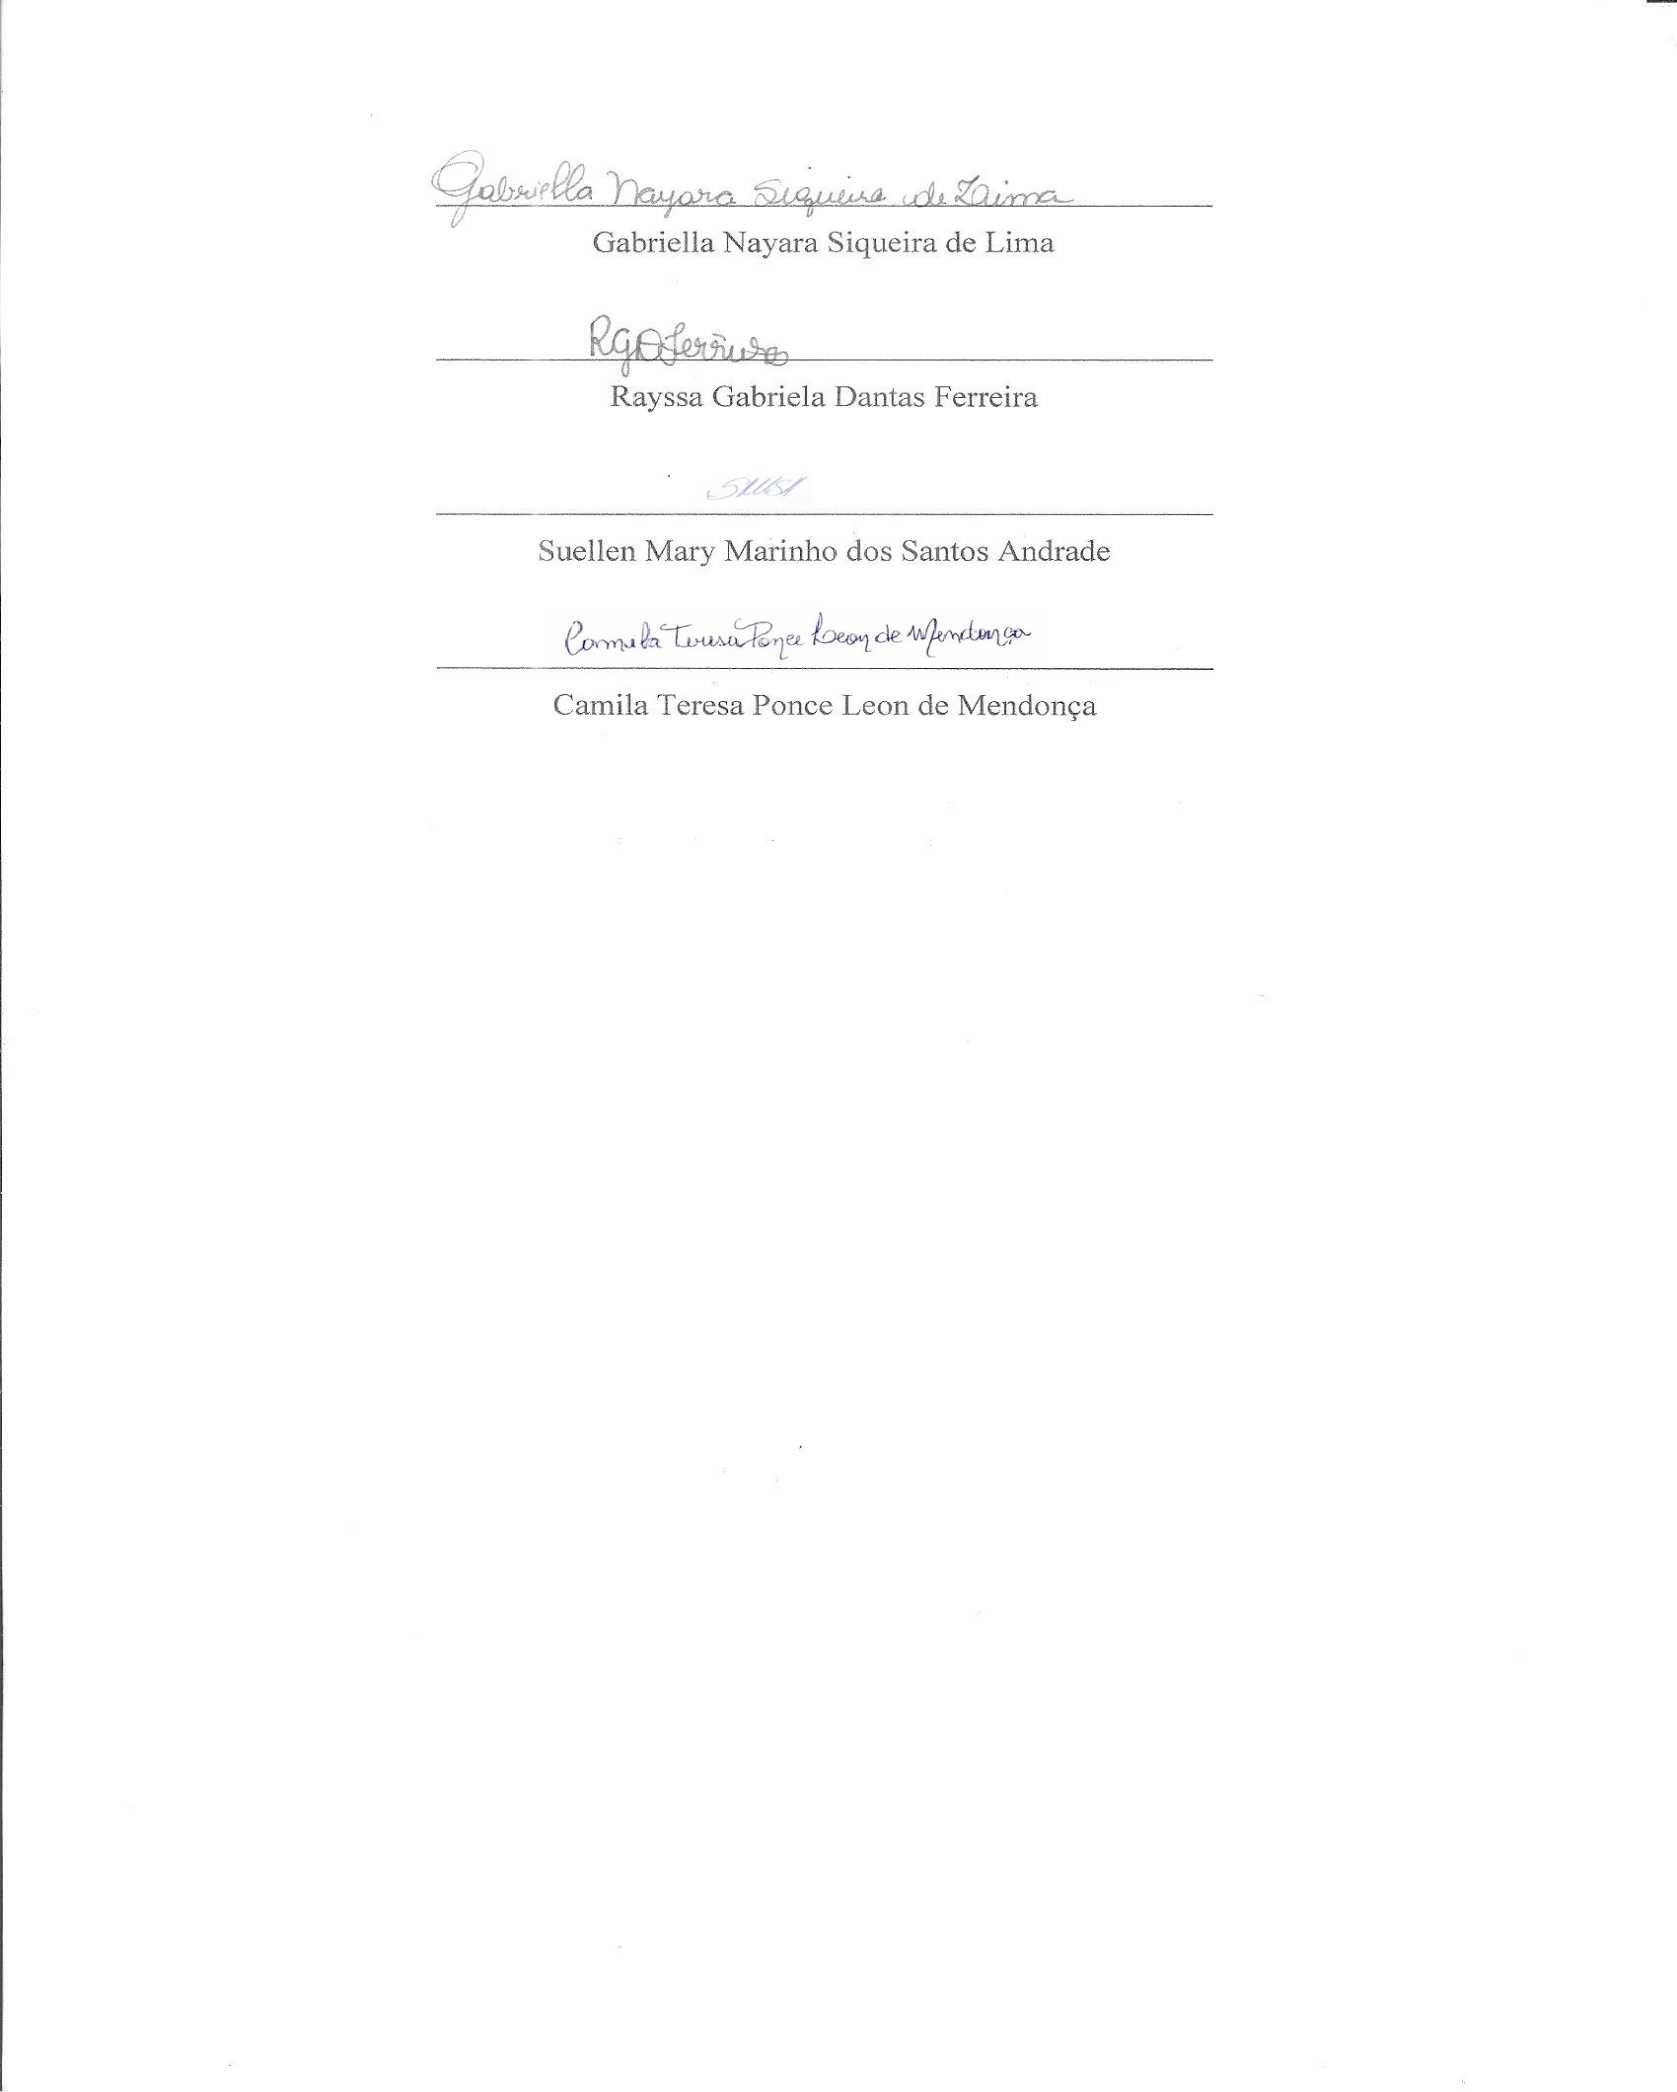 Gabriella Nayara Siqueira de Lima
Gabriella Nayara Siqueira de Lima
RGDFerreira
Rayssa Gabriela Dantas Ferreira
Suellen Mary Marinho dos Santos Andrade
Camila Teresa Ponce Leon de Mendonça
Camila Teresa Ponce Leon de Mendonça